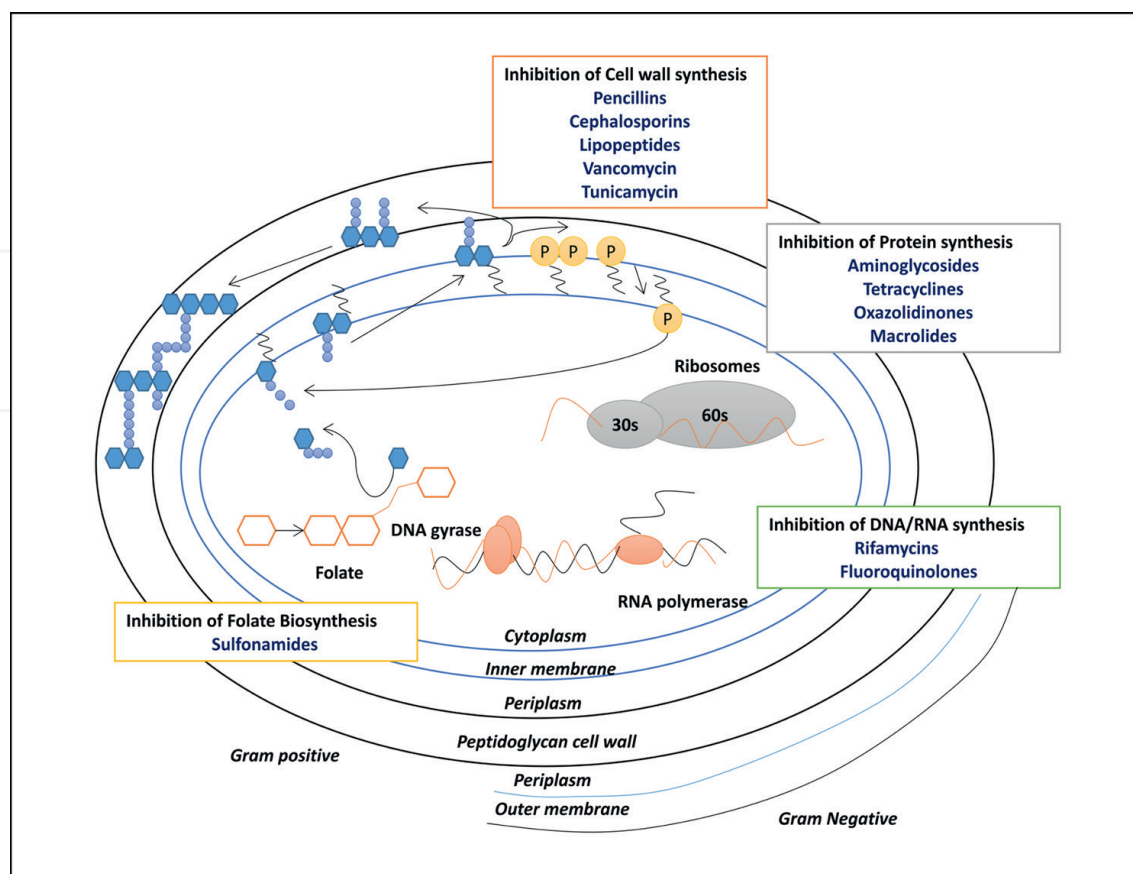 Inhibition of Cell wall synthesis
Pencillins
Cephalosporins
Lipopeptides
Vancomycin
Tunicamycin
Inhibition of Protein synthesis
Aminoglycosides
Tetracyclines
Oxazolidinones
Macrolides
P
P
P
P
Ribosomes
30s
60s
Inhibition of DNA/RNA synthesis
Rifamycins
Fluoroquinolones
DNA gyrase
Folate
RNA polymerase
Inhibition of Folate Biosynthesis
Sulfonamides
Cytoplasm
Inner membrane
Periplasm
Peptidoglycan cell wall
Gram positive
Periplasm
Outer membrane
Gram Negative